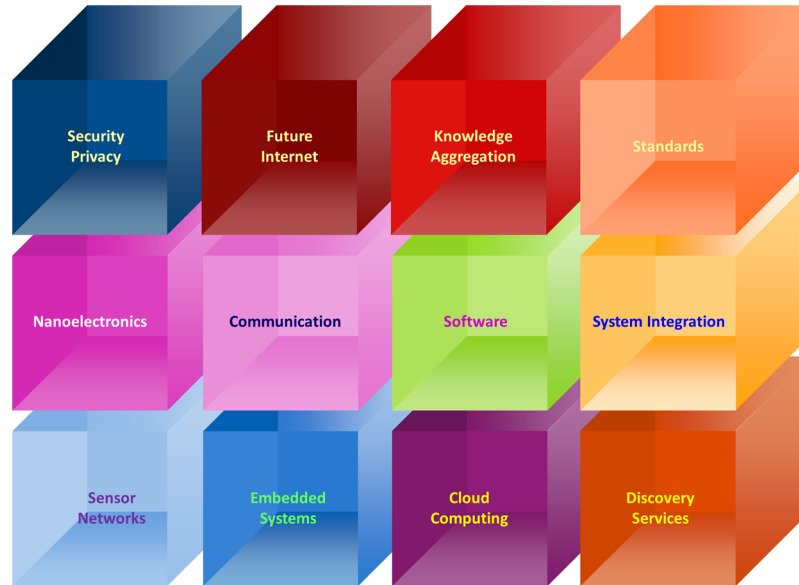 Security
Privacy
Future
Internet
Knowledge
Aggregation
Standards
Nanoelectronics
Communication
Software
System Integration
Sensor
Networks
Embedded
Systems
Cloud
Computing
Discovery
Services